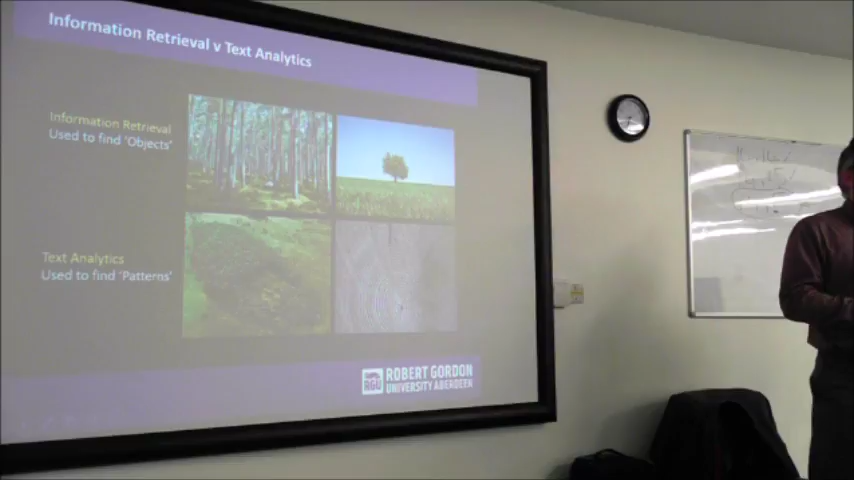 Information Retrieval v Text Analytics
Information Retrieval
Used to find 'Objects'
Text Analytics
Used to find 'Patterns'
RGU ROBERT GORDON
UNIVERSITY ABERDEEN